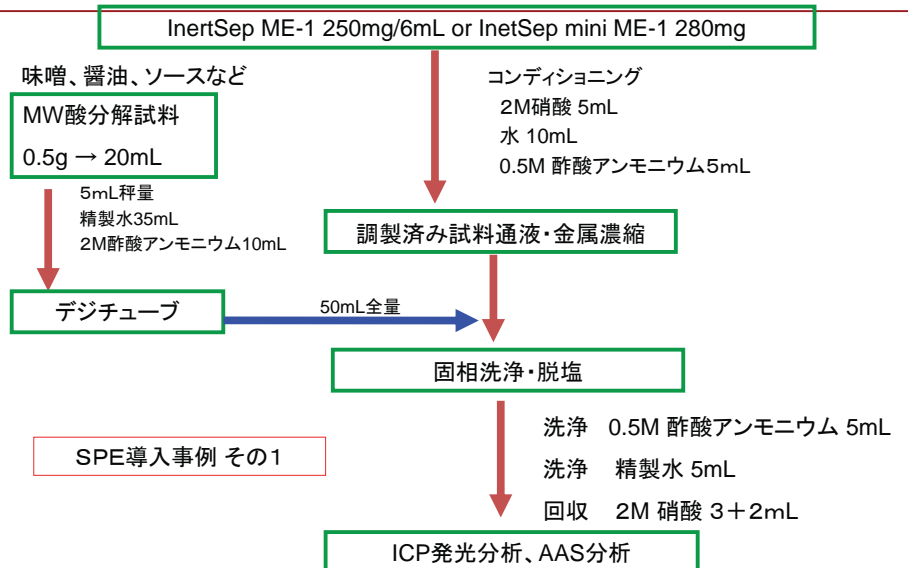 InertSep ME-1 250mg/6mL or InetSep mini ME-1 280mg
味噌、醤油、ソースなど
MW酸分解試料
0.5g → 20mL
5mL秤量
精製水35mL
2M酢酸アンモニウム10mL
デジチューブ
50mL全量
コンディショニング
2M硝酸 5mL
水 10mL
0.5M 酢酸アンモニウム5mL
調製済み試料通液・金属濃縮
固相洗浄・脱塩
洗浄 0.5M 酢酸アンモニウム 5mL
洗浄 精製水 5mL
回収 2M 硝酸 3+2mL
SPE導入事例 その1
ICP発光分析、AAS分析